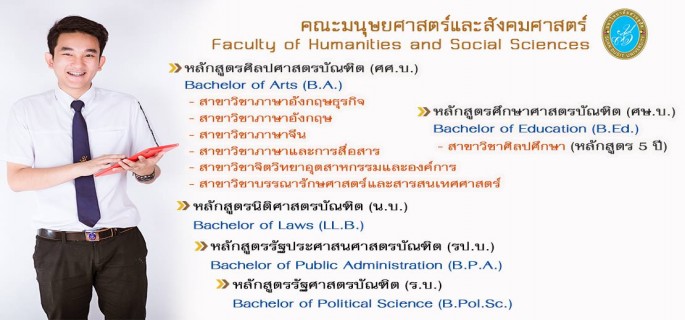 คณะมนุษยศาสตร์และสังคมศาสตร์
Faculty of Humanities and Social Sciences
หลักสูตรศิลปศาสตรบัณฑิต (ศศ.บ.)
Bachelor of Arts (B.A.)
- สาขาวิชาภาษาอังกฤษธุรกิจ
- สาขาวิชาภาษาอังกฤษ
- สาขาวิชาภาษาจีน
- สาขาวิชาภาษาและการสื่อสาร
- สาขาวิชาจิตวิทยาอุตสาหกรรมและองค์การ
- สาขาวิชาบรรณารักษศาสตร์และสารสนเทศศาสตร์
หลักสูตรศึกษาศาสตรบัณฑิต (ศษ.บ.)
Bachelor of Education (B.Ed.)
- สาขาวิชาศิลปศึกษา (หลักสูตร 5 ปี)
หลักสูตรนิติศาสตรบัณฑิต (น.บ.)
Bachelor of Laws (LL.B.)
หลักสูตรรัฐประศาสนศาสตรบัณฑิต (รป.บ.)
Bachelor of Public Administration (B.P.A.)
หลักสูตรรัฐศาสตรบัณฑิต (ร.บ.)
Bachelor of Political Science (B.Pol.Sc.)